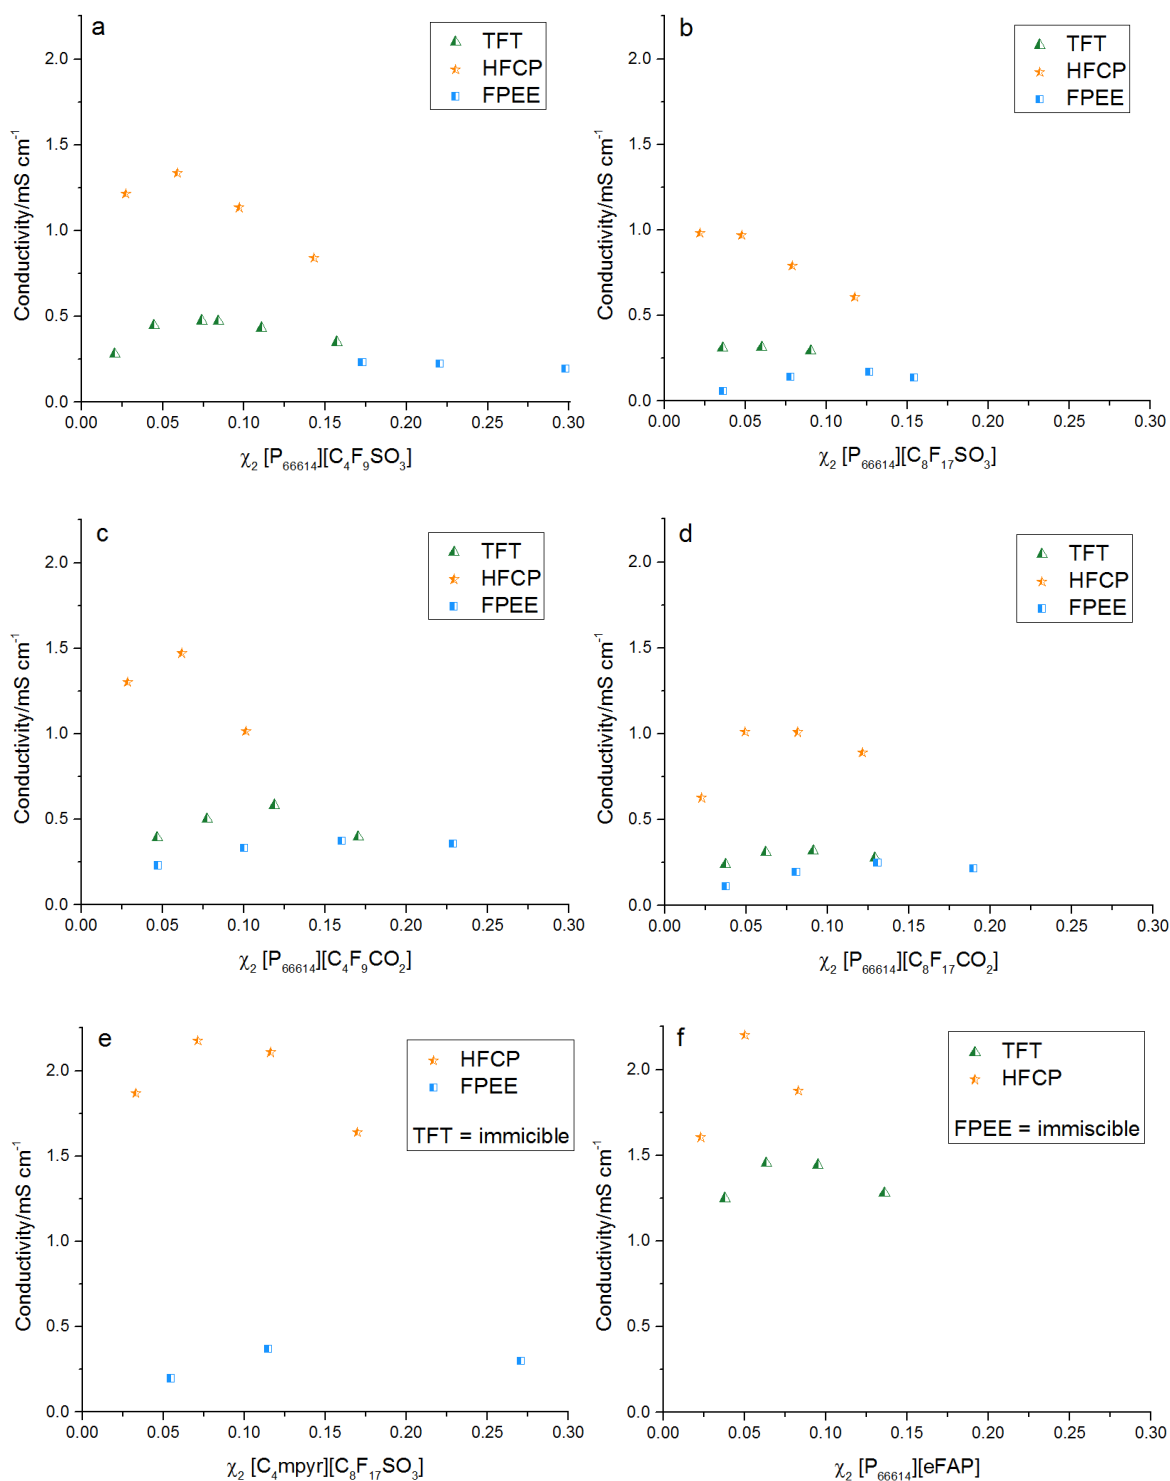 a
TFT
HFCP
FPEE
Conductivity/mS cm⁻¹
2.0
1.5
1.0
0.5
0.0
0.00 0.05 0.10 0.15 0.20 0.25 0.30
χ₂ [P₆₆₆₁₄][C₄F₉SO₃]
b
TFT
HFCP
FPEE
Conductivity/mS cm⁻¹
2.0
1.5
1.0
0.5
0.0
0.00 0.05 0.10 0.15 0.20 0.25 0.30
χ₂ [P₆₆₆₁₄][C₈F₁₇SO₃]
c
TFT
HFCP
FPEE
Conductivity/mS cm⁻¹
2.0
1.5
1.0
0.5
0.0
0.00 0.05 0.10 0.15 0.20 0.25 0.30
χ₂ [P₆₆₆₁₄][C₄F₉CO₂]
d
TFT
HFCP
FPEE
Conductivity/mS cm⁻¹
2.0
1.5
1.0
0.5
0.0
0.00 0.05 0.10 0.15 0.20 0.25 0.30
χ₂ [P₆₆₆₁₄][C₈F₁₇CO₂]
e
HFCP
FPEE
TFT = immicible
Conductivity/mS cm⁻¹
2.0
1.5
1.0
0.5
0.0
0.00 0.05 0.10 0.15 0.20 0.25 0.30
χ₂ [C₄mpyr][C₈F₁₇SO₃]
f
TFT
HFCP
FPEE = immiscible
Conductivity/mS cm⁻¹
2.0
1.5
1.0
0.5
0.0
0.00 0.05 0.10 0.15 0.20 0.25 0.30
χ₂ [P₆₆₆₁₄][eFAP]